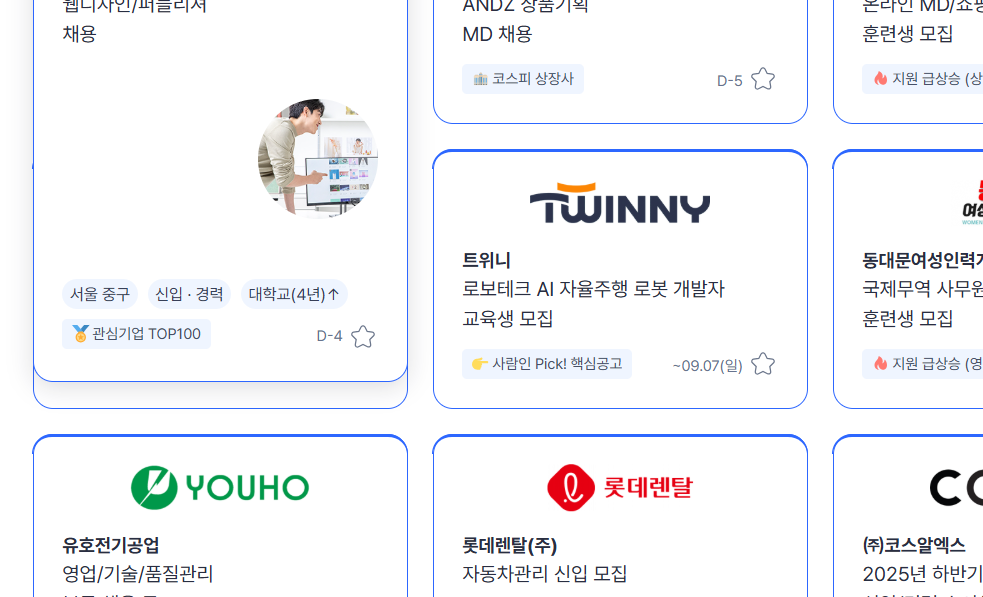 웹디자인/퍼블리셔
채용
서울 중구
신입 · 경력
대학교(4년)↑
관심기업 TOP100
D-4
ANDZ 상품기획
MD 채용
코스피 상장사
D-5
온라인 MD/쇼핑
훈련생 모집
지원 급상승 (상
TWINNY
트위니
로보테크 AI 자율주행 로봇 개발자
교육생 모집
사람인 Pick! 핵심공고
~09.07(일)
동대문여성인력개
국제무역 사무원
훈련생 모집
지원 급상승 (영
YOUHO
유호전기공업
영업/기술/품질관리
롯데렌탈
롯데렌탈(주)
자동차관리 신입 모집
CO
㈜코스알엑스
2025년 하반기